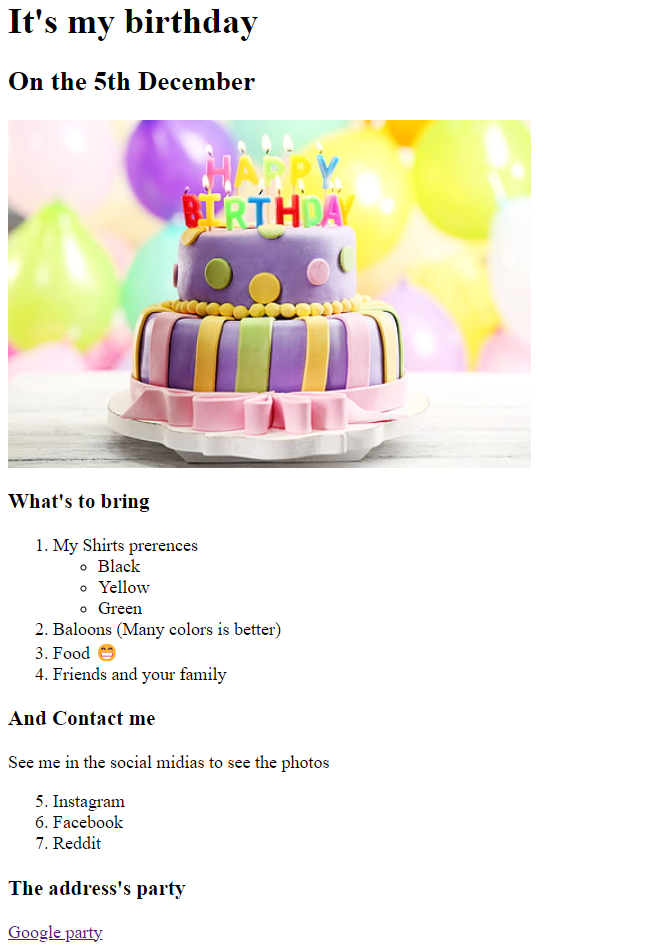 It's my birthday
On the 5th December
HAPPY
BIRTHDAY
What's to bring
1. My Shirts prerences
Black
Yellow
Green
2. Baloons (Many colors is better)
3. Food 😁
4. Friends and your family
And Contact me
See me in the social midias to see the photos
5. Instagram
6. Facebook
7. Reddit
The address's party
Google party